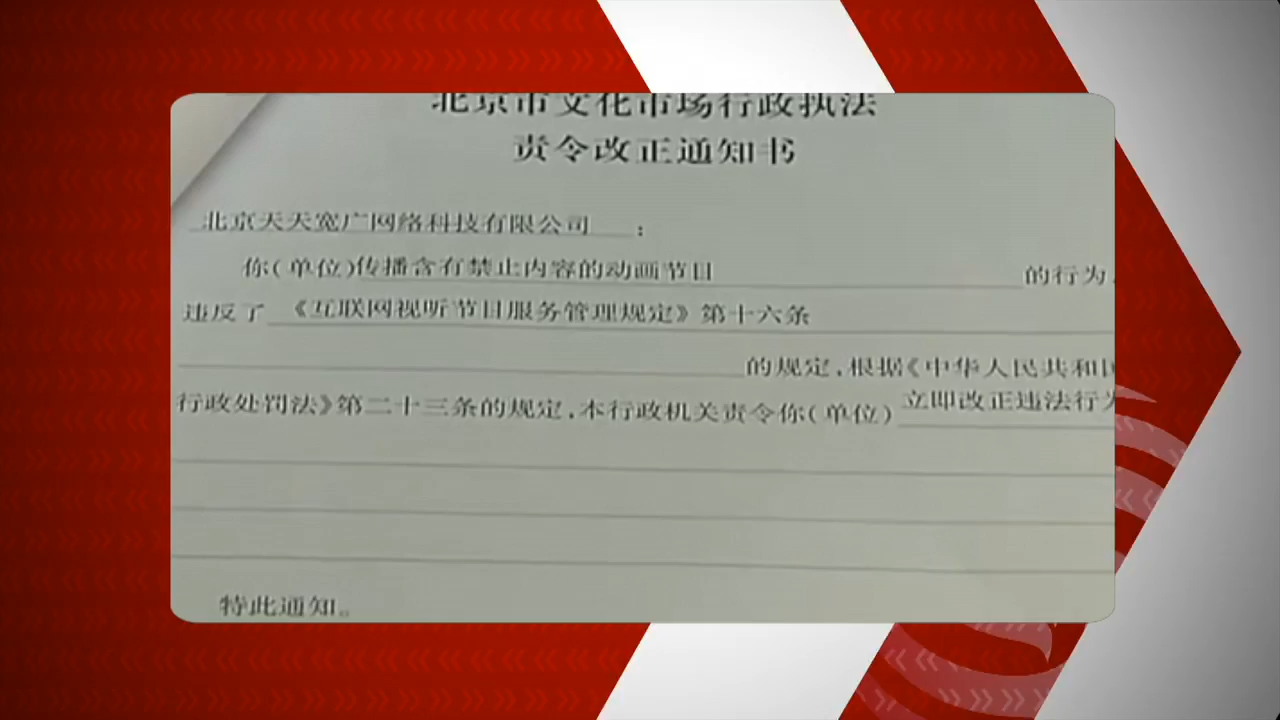 北京市文化市场行政执法
责令改正通知书
北京天天宽广网络科技有限公司：
你（单位）传播含有禁止内容的动画节目 的行为，
违反了 《互联网视听节目服务管理规定》第十六条
的规定，根据《中华人民共和国
行政处罚法》第二十三条的规定，本行政机关责令你（单位） 立即改正违法行为
特此通知。